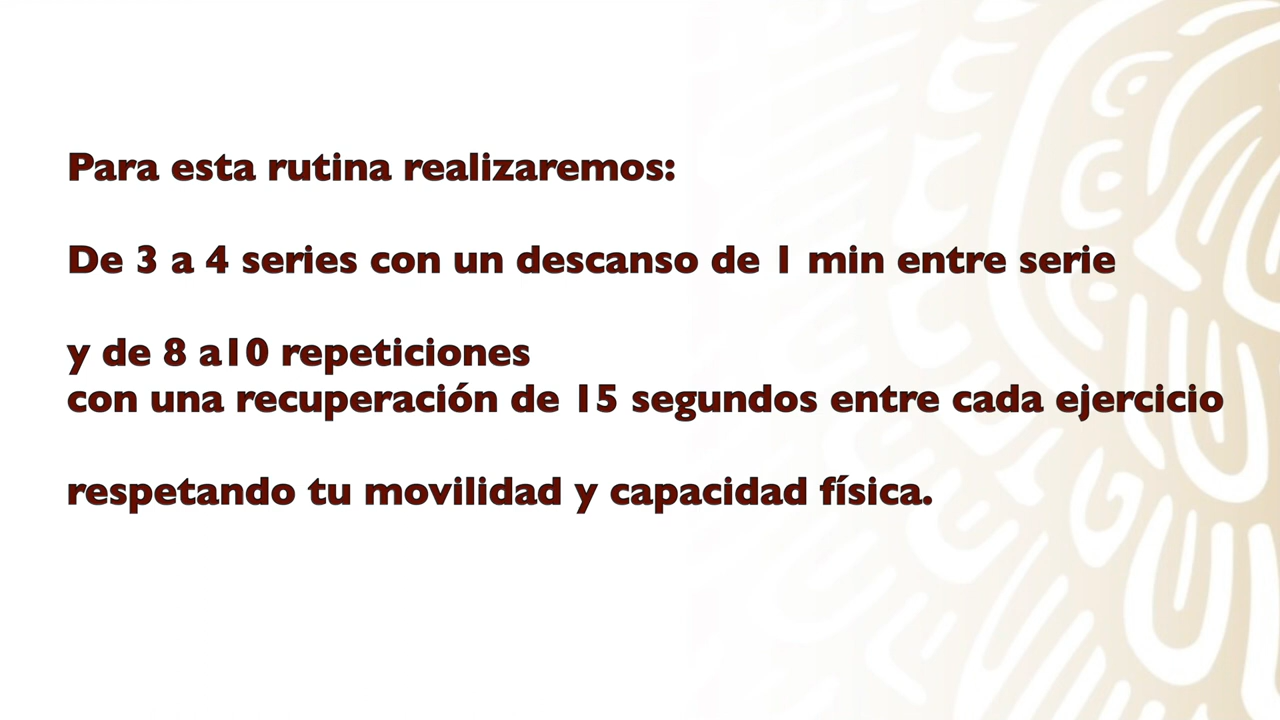 Para esta rutina realizaremos:
De 3 a 4 series con un descanso de 1 min entre serie
y de 8 a10 repeticiones
con una recuperación de 15 segundos entre cada ejercicio
respetando tu movilidad y capacidad física.